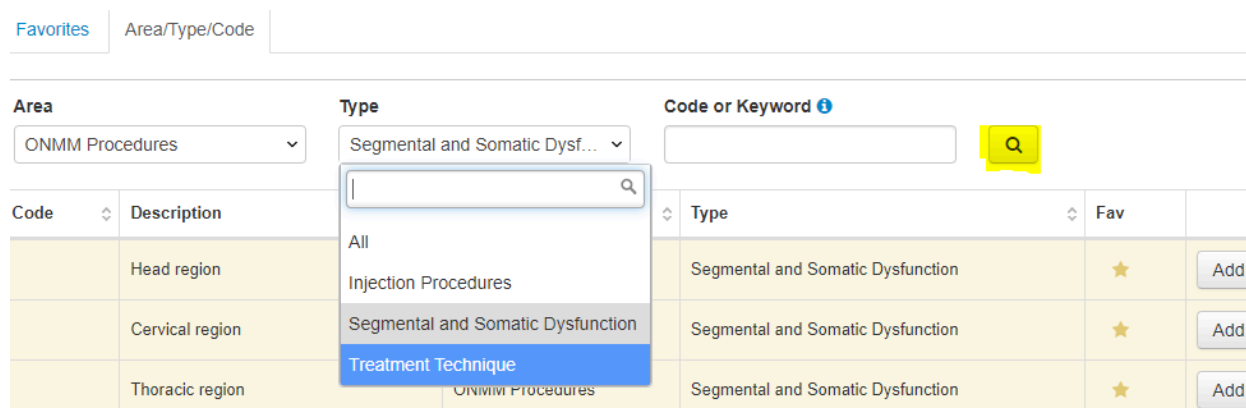 Favorites Area/Type/Code
Area Type Code or Keyword
ONMM Procedures Segmental and Somatic Dysf...
Code Description Type Fav
All
Injection Procedures
Segmental and Somatic Dysfunction
Treatment Technique
Head region Segmental and Somatic Dysfunction Add
Cervical region Segmental and Somatic Dysfunction Add
Thoracic region ONMM Procedures Segmental and Somatic Dysfunction Add